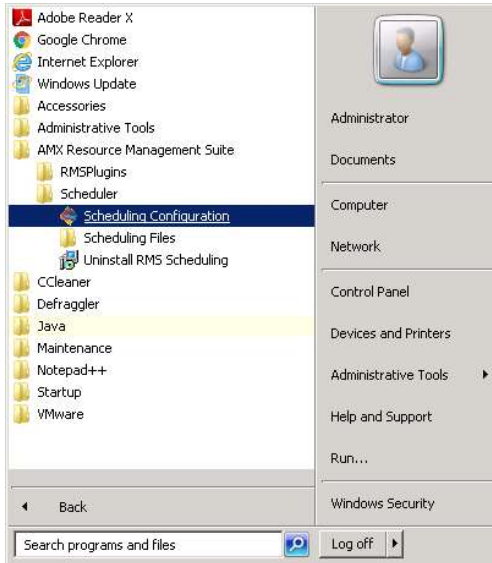 Adobe Reader X
Google Chrome
Internet Explorer
Windows Update
Accessories
Administrative Tools
AMX Resource Management Suite
RMSPlugins
Scheduler
Scheduling Configuration
Scheduling Files
Uninstall RMS Scheduling
CCleaner
Defraggler
Java
Maintenance
Notepad++
Startup
VMware
Back
Search programs and files
Administrator
Documents
Computer
Network
Control Panel
Devices and Printers
Administrative Tools
Help and Support
Run...
Windows Security
Log off